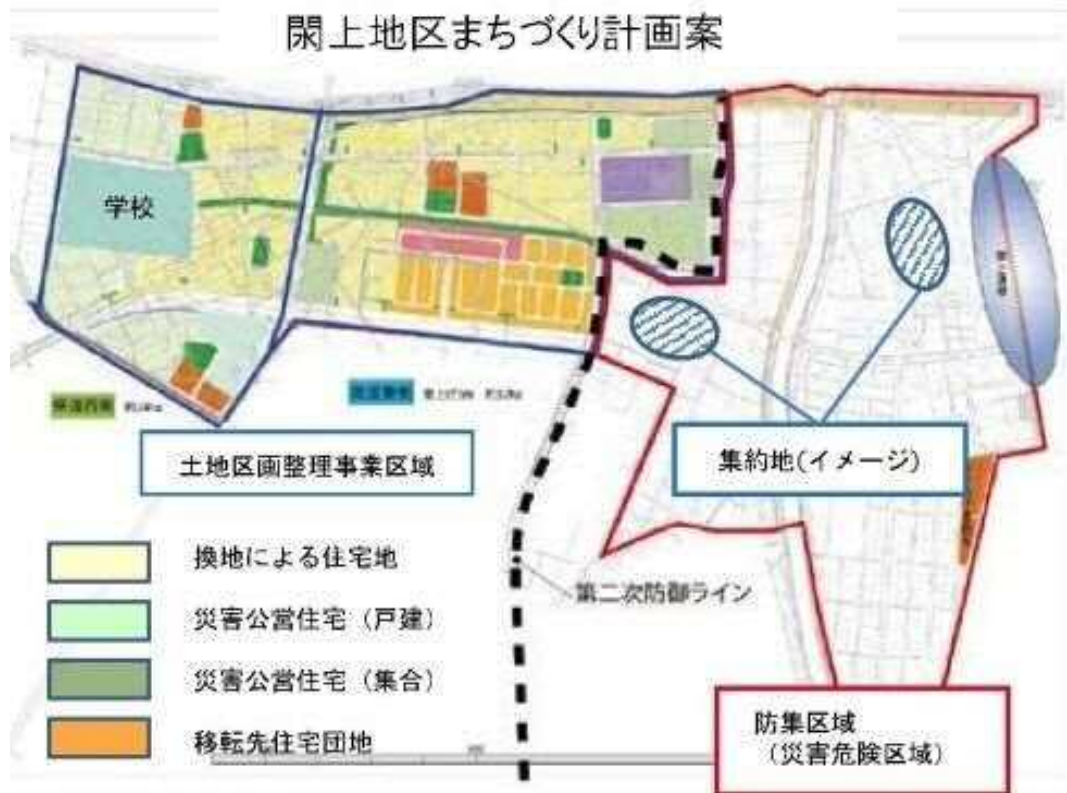 閖上地区まちづくり計画案
学校
土地区画整理事業区域
集約地(イメージ)
換地による住宅地
災害公営住宅（戸建）
災害公営住宅（集合）
移転先住宅団地
第二次防御ライン
防集区域
（災害危険区域）